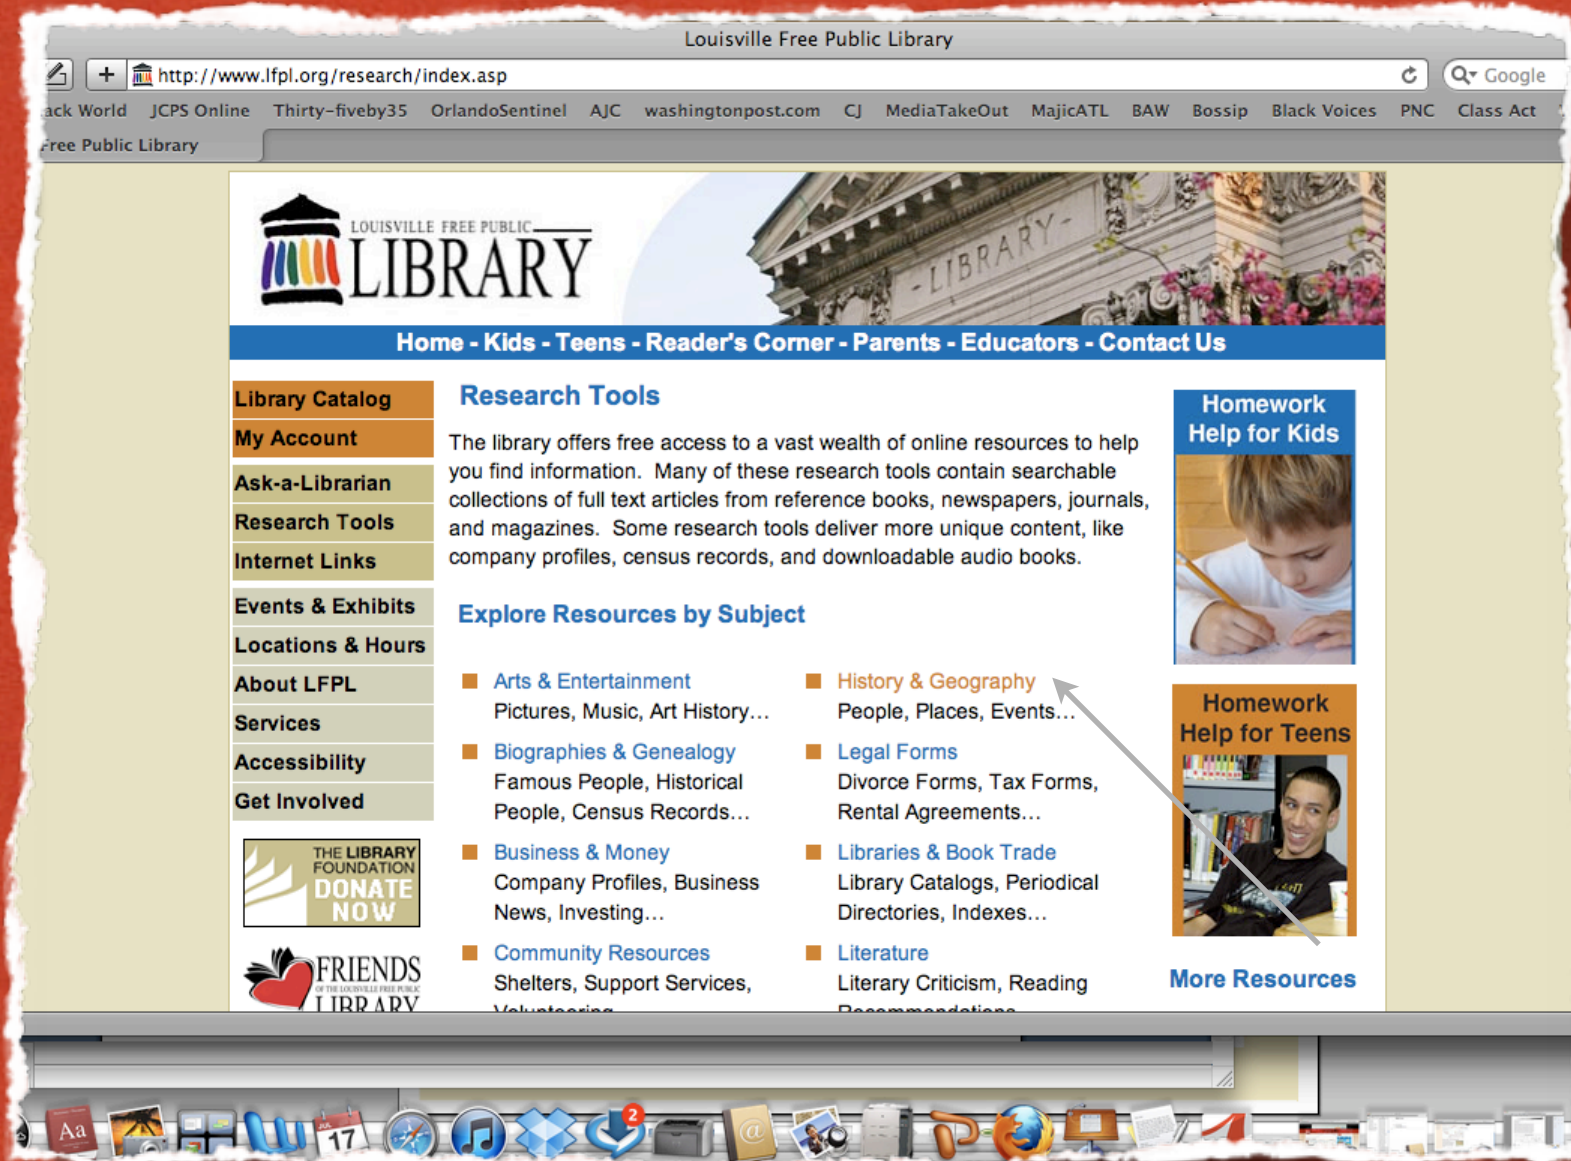 Louisville Free Public Library
http://www.lfpl.org/research/index.asp
Google
ack World JCPS Online Thirty-fiveby35 OrlandoSentinel AJC washingtonpost.com CJ MediaTakeOut MajicATL BAW Bossip Black Voices PNC Class Act
Free Public Library
LOUISVILLE FREE PUBLIC
LIBRARY
- LIBRARY -
Home - Kids - Teens - Reader's Corner - Parents - Educators - Contact Us
Library Catalog
My Account
Ask-a-Librarian
Research Tools
Internet Links
Events & Exhibits
Locations & Hours
About LFPL
Services
Accessibility
Get Involved
THE LIBRARY
FOUNDATION
DONATE
NOW
FRIENDS
OF THE LOUISVILLE FREE PUBLIC
LIBRARY
Research Tools
The library offers free access to a vast wealth of online resources to help
you find information. Many of these research tools contain searchable
collections of full text articles from reference books, newspapers, journals,
and magazines. Some research tools deliver more unique content, like
company profiles, census records, and downloadable audio books.
Explore Resources by Subject
Arts & Entertainment
Pictures, Music, Art History...
Biographies & Genealogy
Famous People, Historical
People, Census Records...
Business & Money
Company Profiles, Business
News, Investing...
Community Resources
Shelters, Support Services,
Volunteering
History & Geography
People, Places, Events...
Legal Forms
Divorce Forms, Tax Forms,
Rental Agreements...
Libraries & Book Trade
Library Catalogs, Periodical
Directories, Indexes...
Literature
Literary Criticism, Reading
Recommendations
Homework
Help for Kids
Homework
Help for Teens
More Resources
Aa
JUL
17
2
@